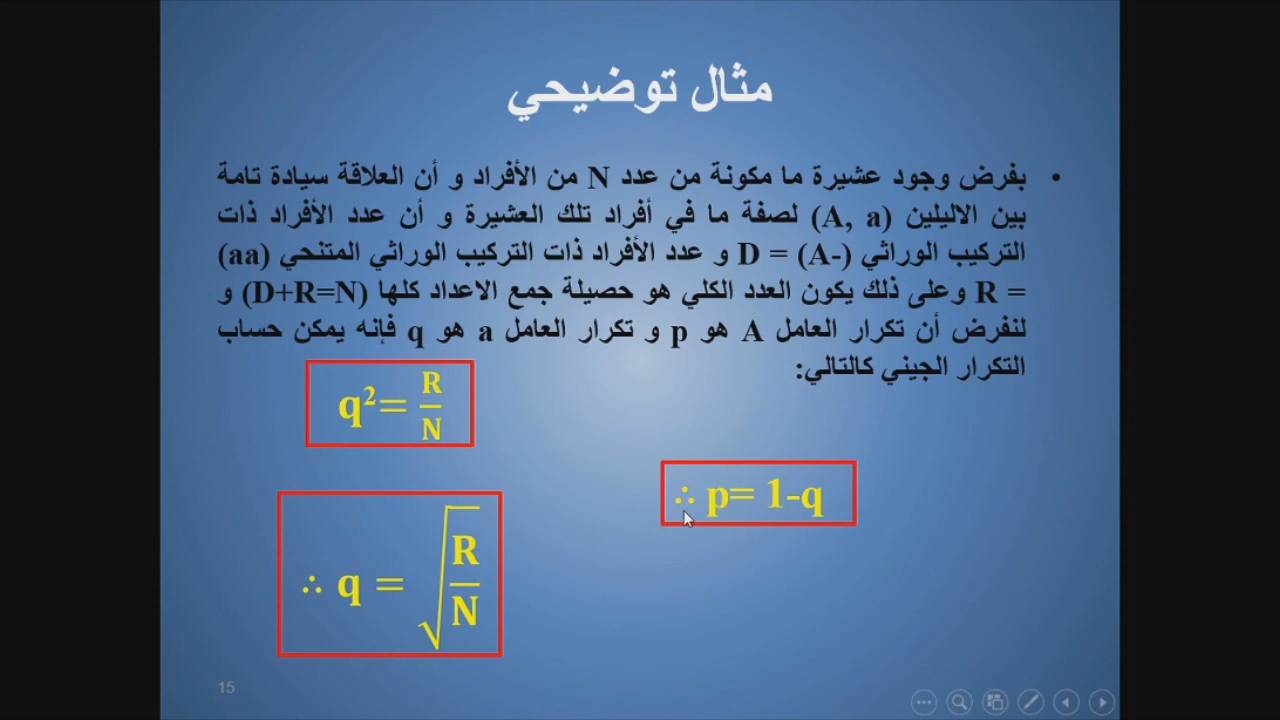 مثال توضيحي
• بفرض وجود عشيرة ما مكونة من عدد N من الأفراد و أن العلاقة سيادة تامة
بين الاليلين (A, a) لصفة ما في أفراد تلك العشيرة و أن عدد الأفراد ذات
التركيب الوراثي (A-) = D و عدد الأفراد ذات التركيب الوراثي المتنحي (aa)
= R وعلى ذلك يكون العدد الكلي هو حصيلة جمع الاعداد كلها (D+R=N) و
لنفرض أن تكرار العامل A هو p و تكرار العامل a هو q فإنه يمكن حساب
التكرار الجيني كالتالي:
q²= R/N
∴ p= 1-q
∴ q = √(R/N)
15